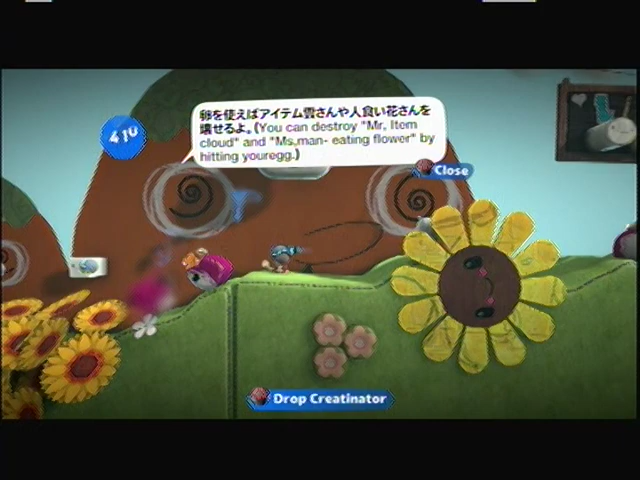 卵を使えばアイテム雲さんや人食い花さんを
壊せるよ。(You can destroy "Mr, Item
cloud" and "Ms,man- eating flower" by
hitting youregg.)
410
Close
Drop Creatinator